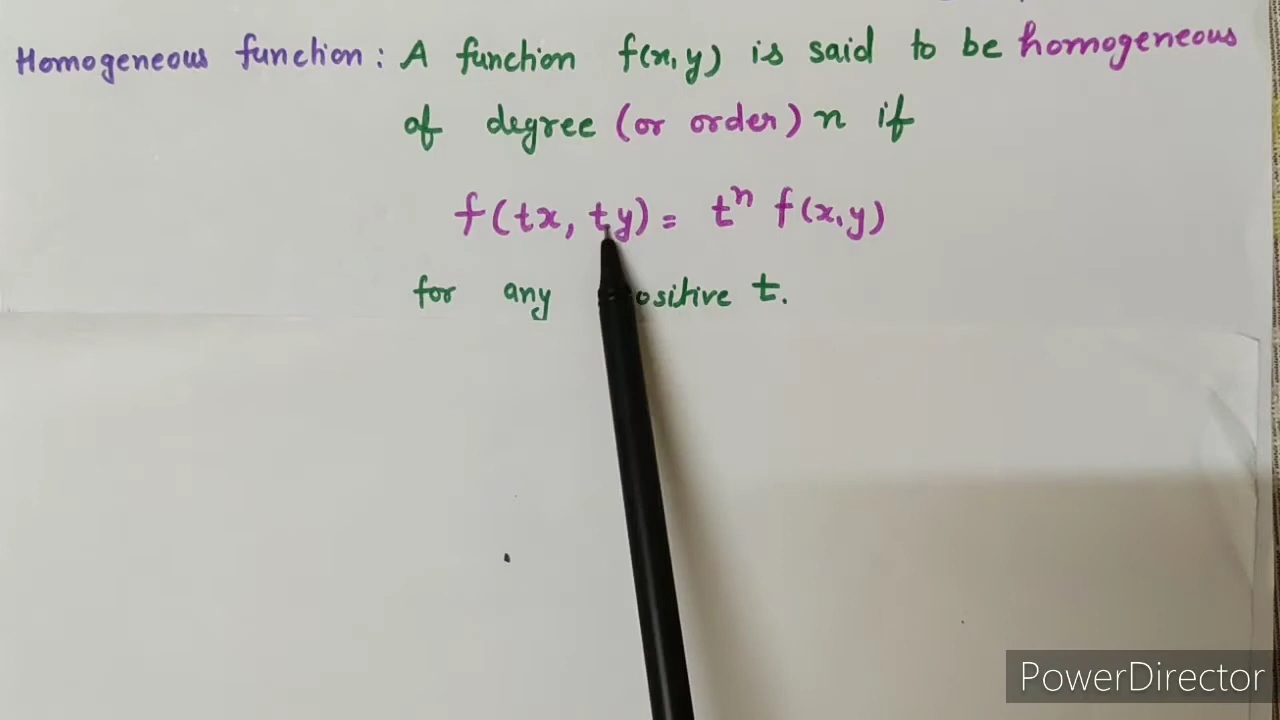 Homogeneous function: A function f(x,y) is said to be homogeneous
of degree (or order) n if
f(tx, ty) = tⁿ f(x,y)
for any positive t.
PowerDirector